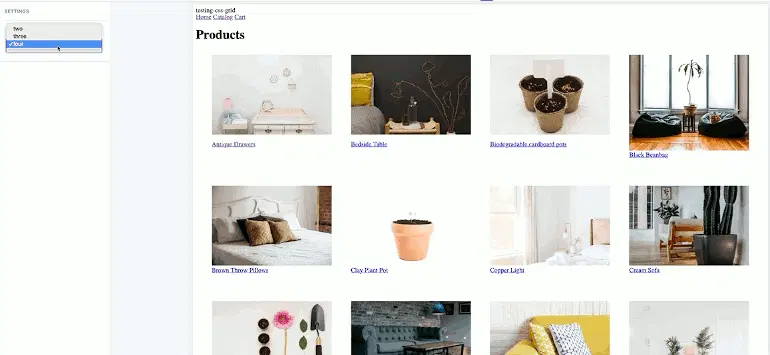 SETTINGS
two
three
✓four
testing-css-grid
Home Catalog Cart
Products
Antique Drawers
Bedside Table
Biodegradable cardboard pots
Black Beanbag
Brown Throw Pillows
Clay Plant Pot
Copper Light
Cream Sofa